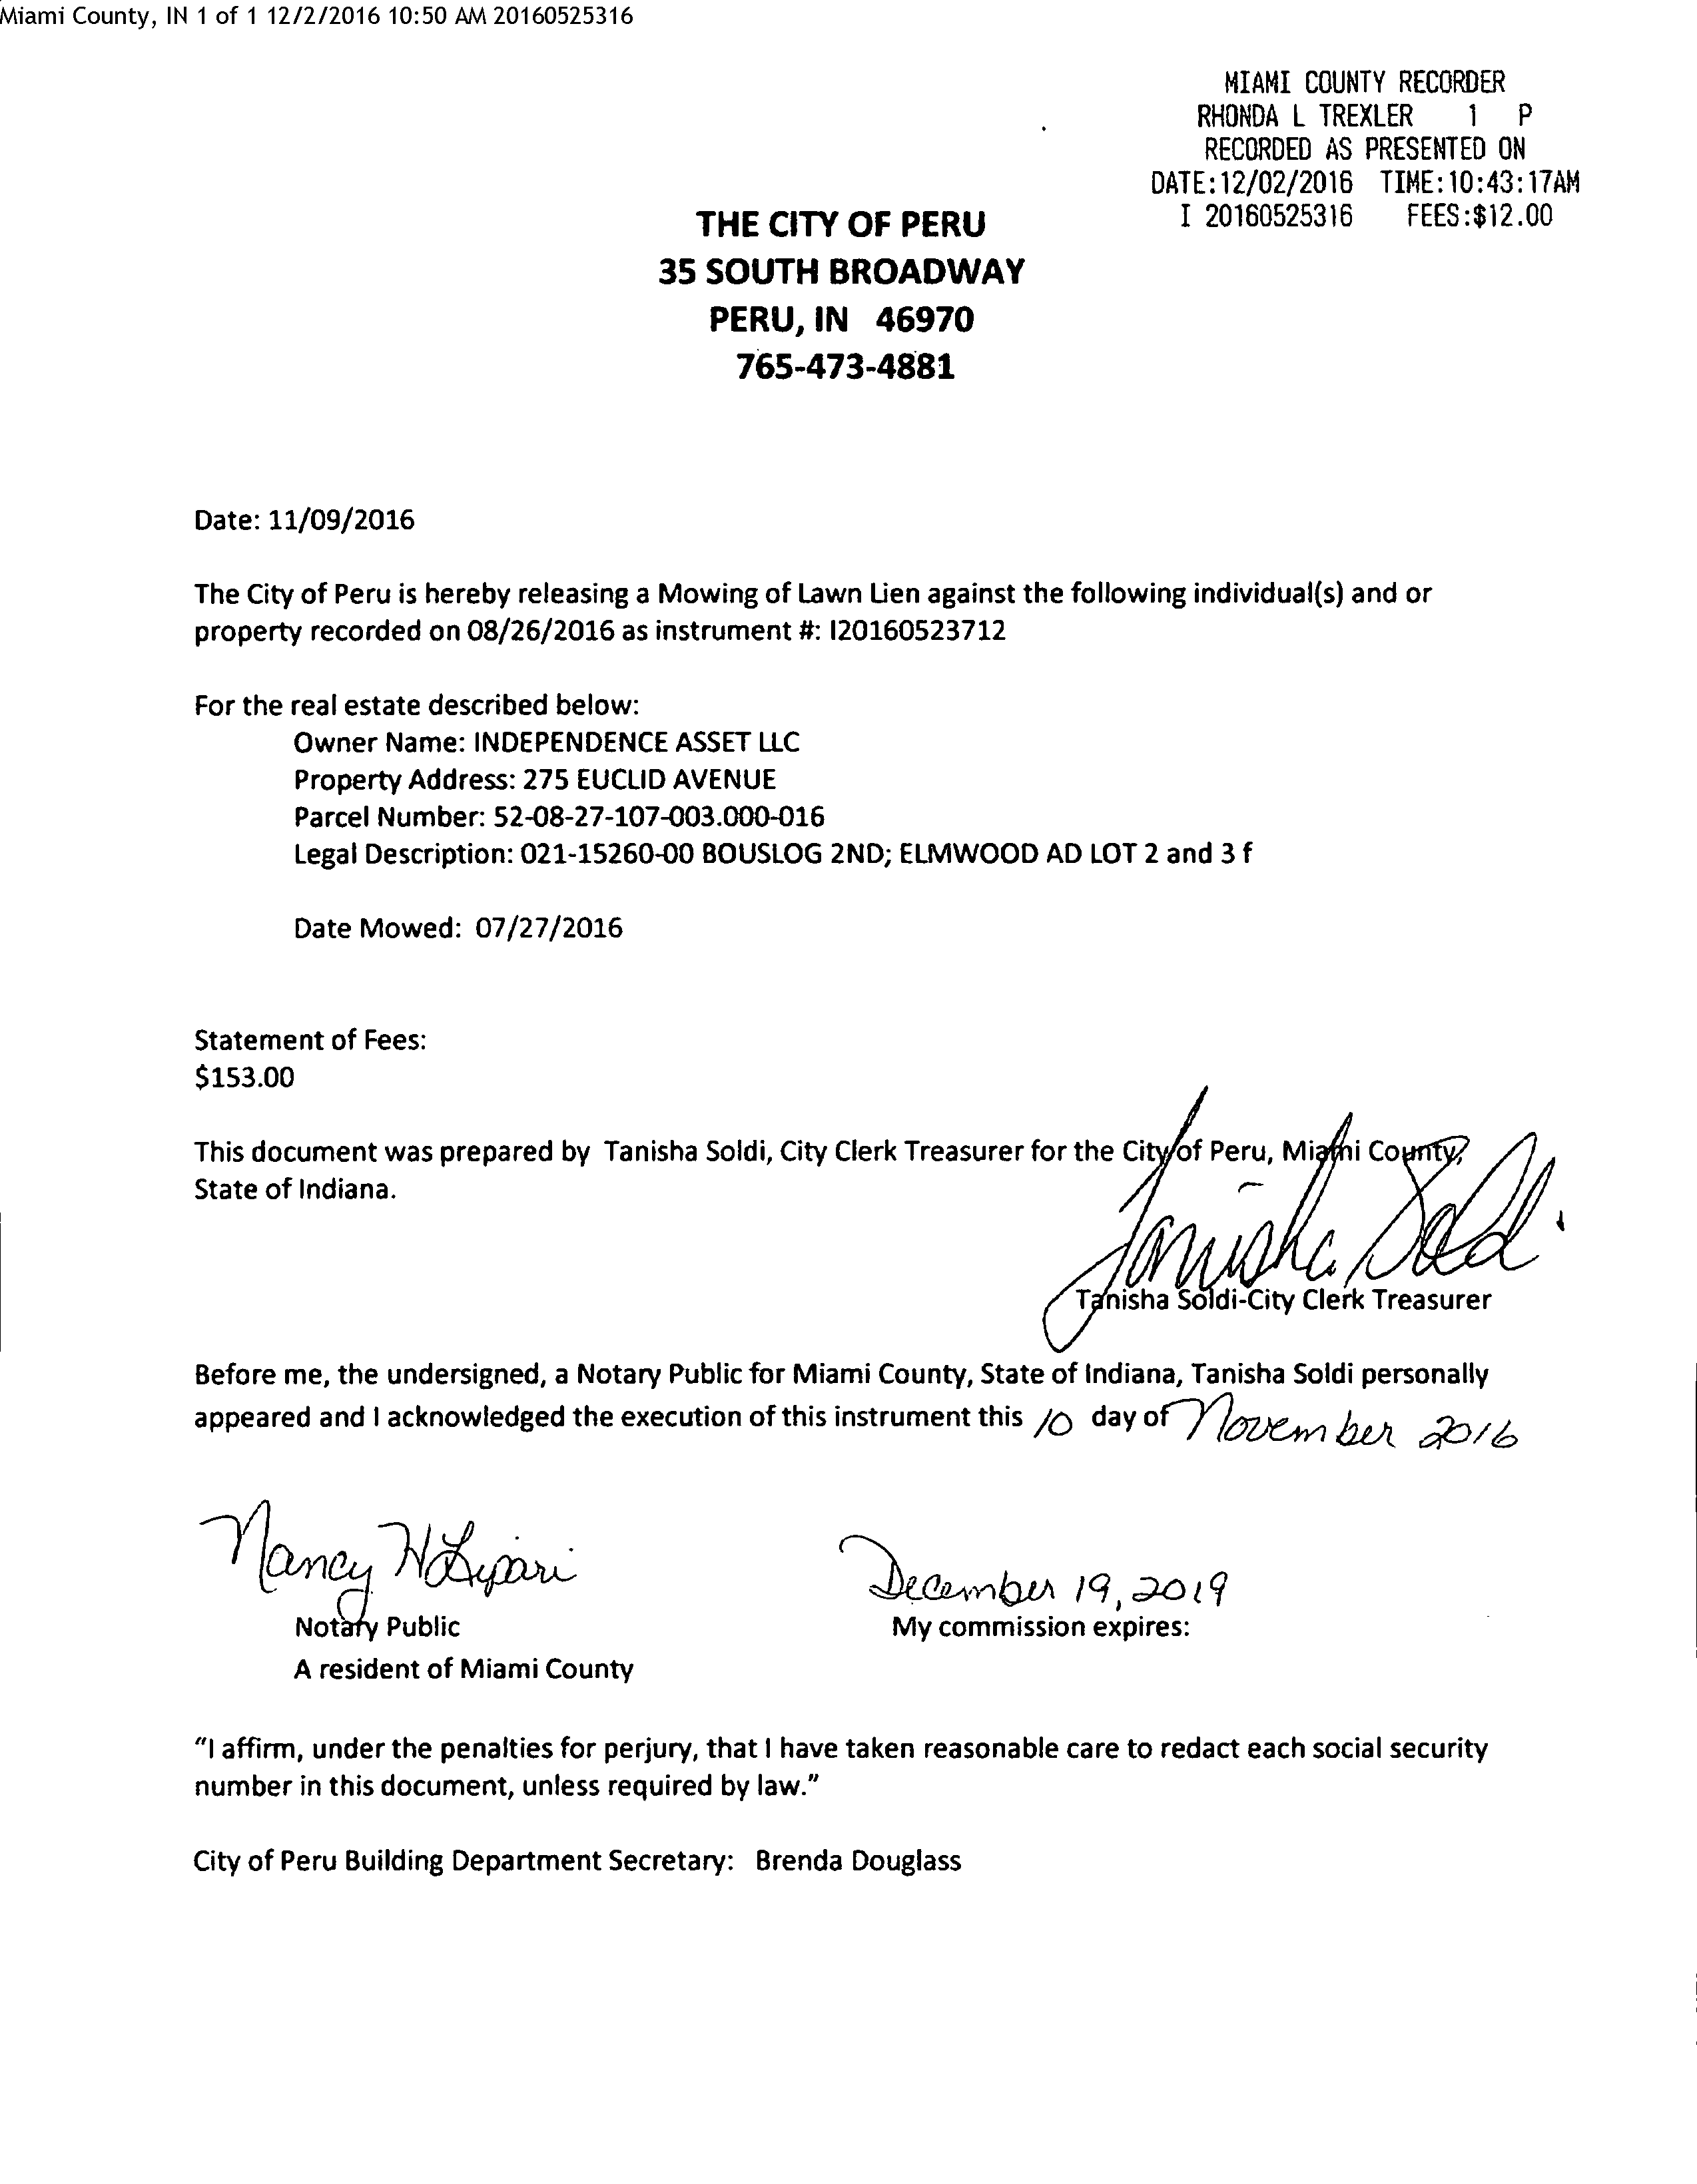 Miami County, IN 1 of 1 12/2/2016 10:50 AM 20160525316
MIAMI COUNTY RECORDER
RHONDA L TREXLER 1 P
RECORDED AS PRESENTED ON
DATE:12/02/2016 TIME:10:43:17AM
I 20160525316 FEES:$12.00
THE CITY OF PERU
35 SOUTH BROADWAY
PERU, IN 46970
765-473-4881
Date: 11/09/2016
The City of Peru is hereby releasing a Mowing of Lawn Lien against the following individual(s) and or
property recorded on 08/26/2016 as instrument #: I20160523712
For the real estate described below:
Owner Name: INDEPENDENCE ASSET LLC
Property Address: 275 EUCLID AVENUE
Parcel Number: 52-08-27-107-003.000-016
Legal Description: 021-15260-00 BOUSLOG 2ND; ELMWOOD AD LOT 2 and 3 f
Date Mowed: 07/27/2016
Statement of Fees:
$153.00
This document was prepared by Tanisha Soldi, City Clerk Treasurer for the City of Peru, Miami County,
State of Indiana.
Tanisha Soldi
Tanisha Soldi-City Clerk Treasurer
Before me, the undersigned, a Notary Public for Miami County, State of Indiana, Tanisha Soldi personally
appeared and I acknowledged the execution of this instrument this 10 day of November 2016
Nancy H Lipari December 19, 2019
Notary Public My commission expires:
A resident of Miami County
"I affirm, under the penalties for perjury, that I have taken reasonable care to redact each social security
number in this document, unless required by law."
City of Peru Building Department Secretary: Brenda Douglass